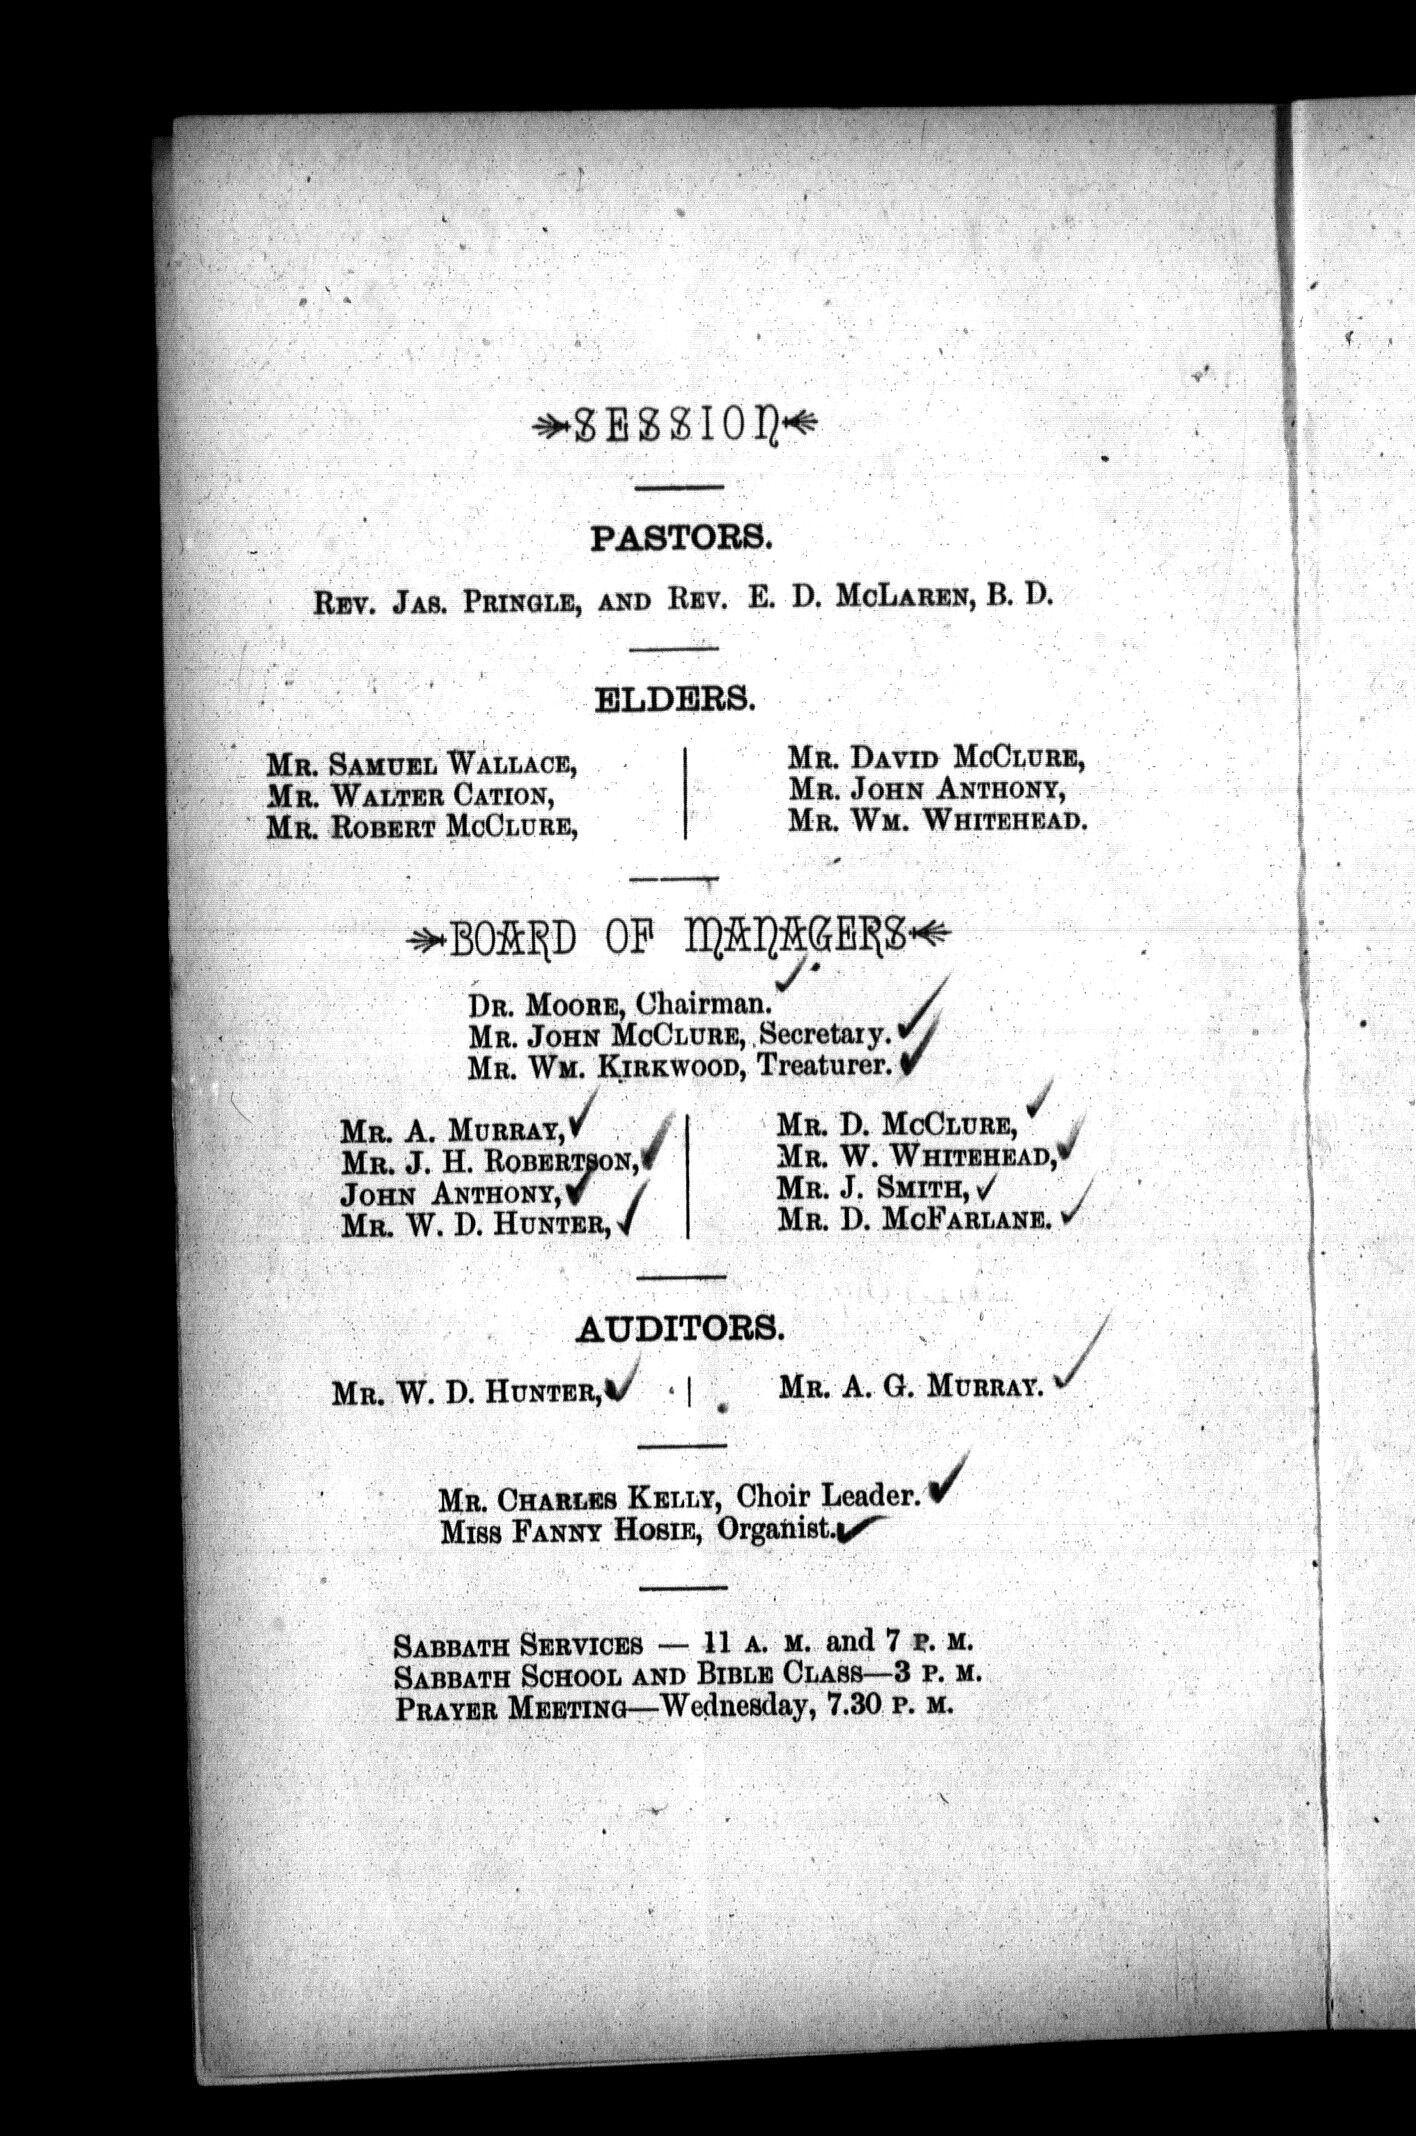 SESSION
PASTORS.
REV. JAS. PRINGLE, AND REV. E. D. MCLAREN, B. D.
ELDERS.
MR. SAMUEL WALLACE,
MR. WALTER CATION,
MR. ROBERT MCCLURE,
MR. DAVID MCCLURE,
MR. JOHN ANTHONY,
MR. WM. WHITEHEAD.
BOARD OF MANAGERS
DR. MOORE, Chairman.
MR. JOHN MCCLURE, Secretary.
MR. WM. KIRKWOOD, Treaturer.
MR. A. MURRAY,
MR. J. H. ROBERTSON,
JOHN ANTHONY,
MR. W. D. HUNTER,
MR. D. MCCLURE,
MR. W. WHITEHEAD,
MR. J. SMITH,
MR. D. MCFARLANE.
AUDITORS.
MR. W. D. HUNTER,
MR. A. G. MURRAY.
MR. CHARLES KELLY, Choir Leader.
MISS FANNY HOSIE, Organist.
SABBATH SERVICES — 11 A. M. and 7 P. M.
SABBATH SCHOOL AND BIBLE CLASS—3 P. M.
PRAYER MEETING—Wednesday, 7.30 P. M.